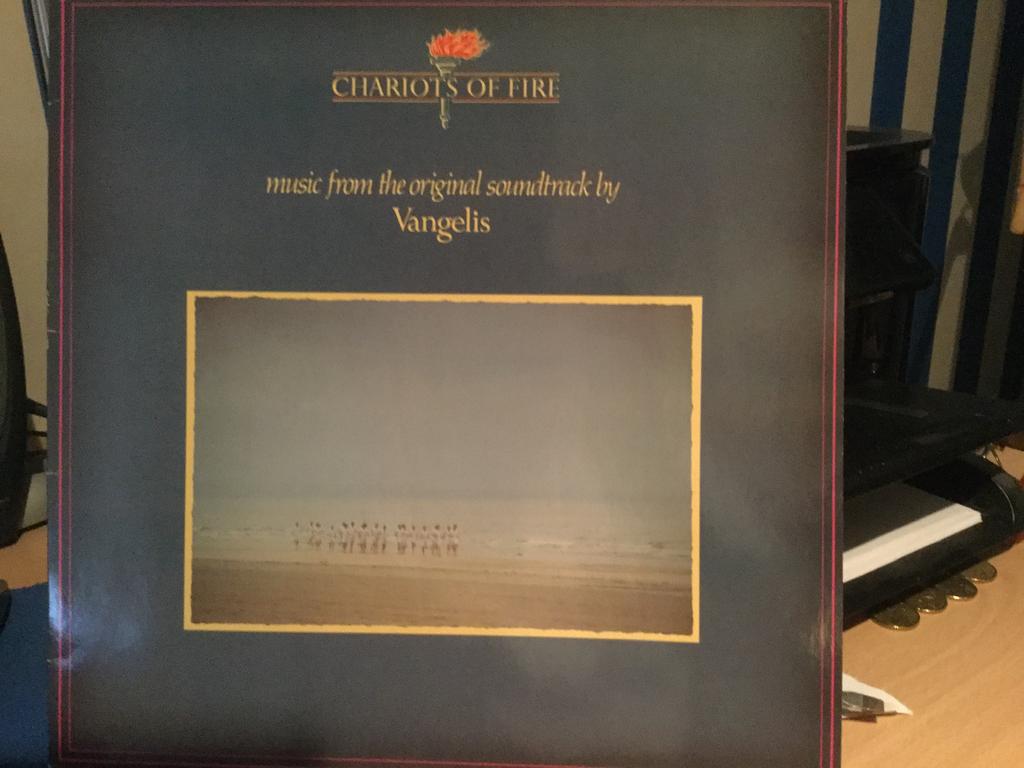 CHARIOTS OF FIRE
music from the original soundtrack by
Vangelis